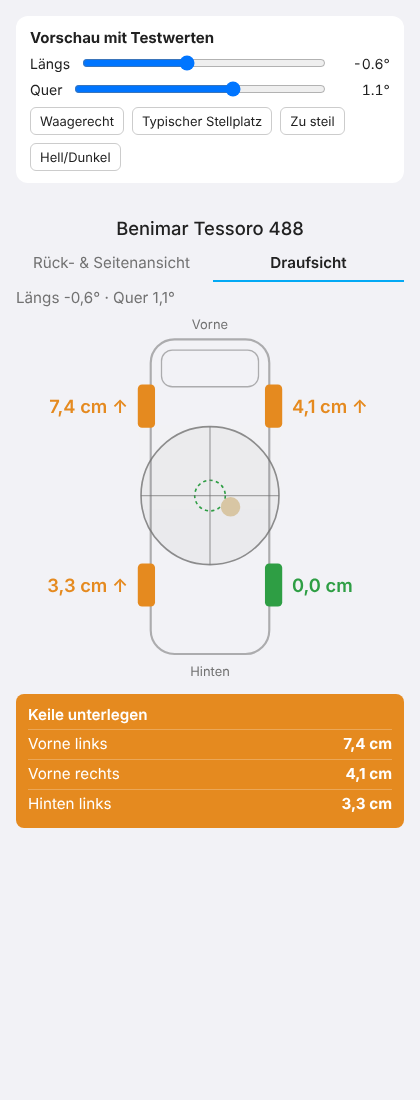 Vorschau mit Testwerten
Längs -0.6°
Quer 1.1°
Waagerecht Typischer Stellplatz Zu steil
Hell/Dunkel
Benimar Tessoro 488
Rück- & Seitenansicht Draufsicht
Längs -0,6° · Quer 1,1°
Vorne
7,4 cm ↑ 4,1 cm ↑
3,3 cm ↑ 0,0 cm
Hinten
Keile unterlegen
Vorne links 7,4 cm
Vorne rechts 4,1 cm
Hinten links 3,3 cm